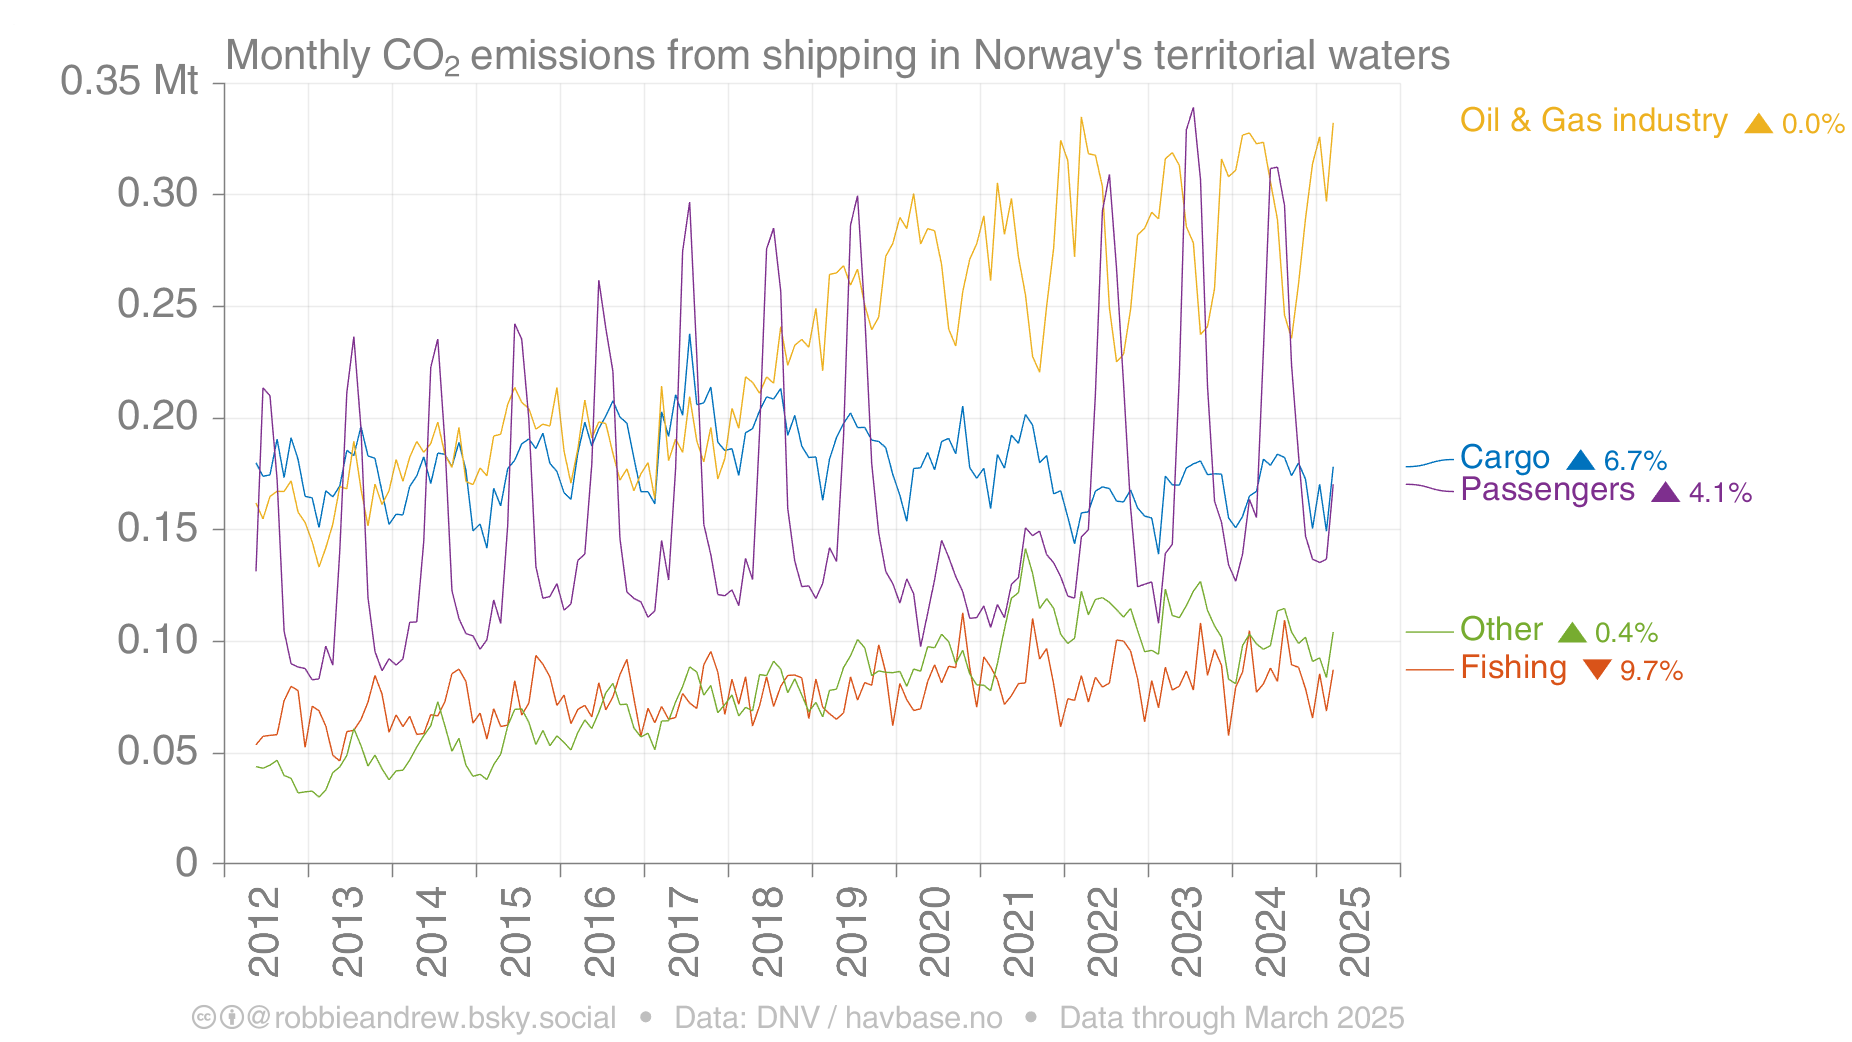 Monthly CO₂ emissions from shipping in Norway's territorial waters
0.35 Mt
0.30
0.25
0.20
0.15
0.10
0.05
0
2012
2013
2014
2015
2016
2017
2018
2019
2020
2021
2022
2023
2024
2025
Oil & Gas industry ▲ 0.0%
Cargo ▲ 6.7%
Passengers ▲ 4.1%
Other ▲ 0.4%
Fishing ▼ 9.7%
@robbieandrew.bsky.social • Data: DNV / havbase.no • Data through March 2025